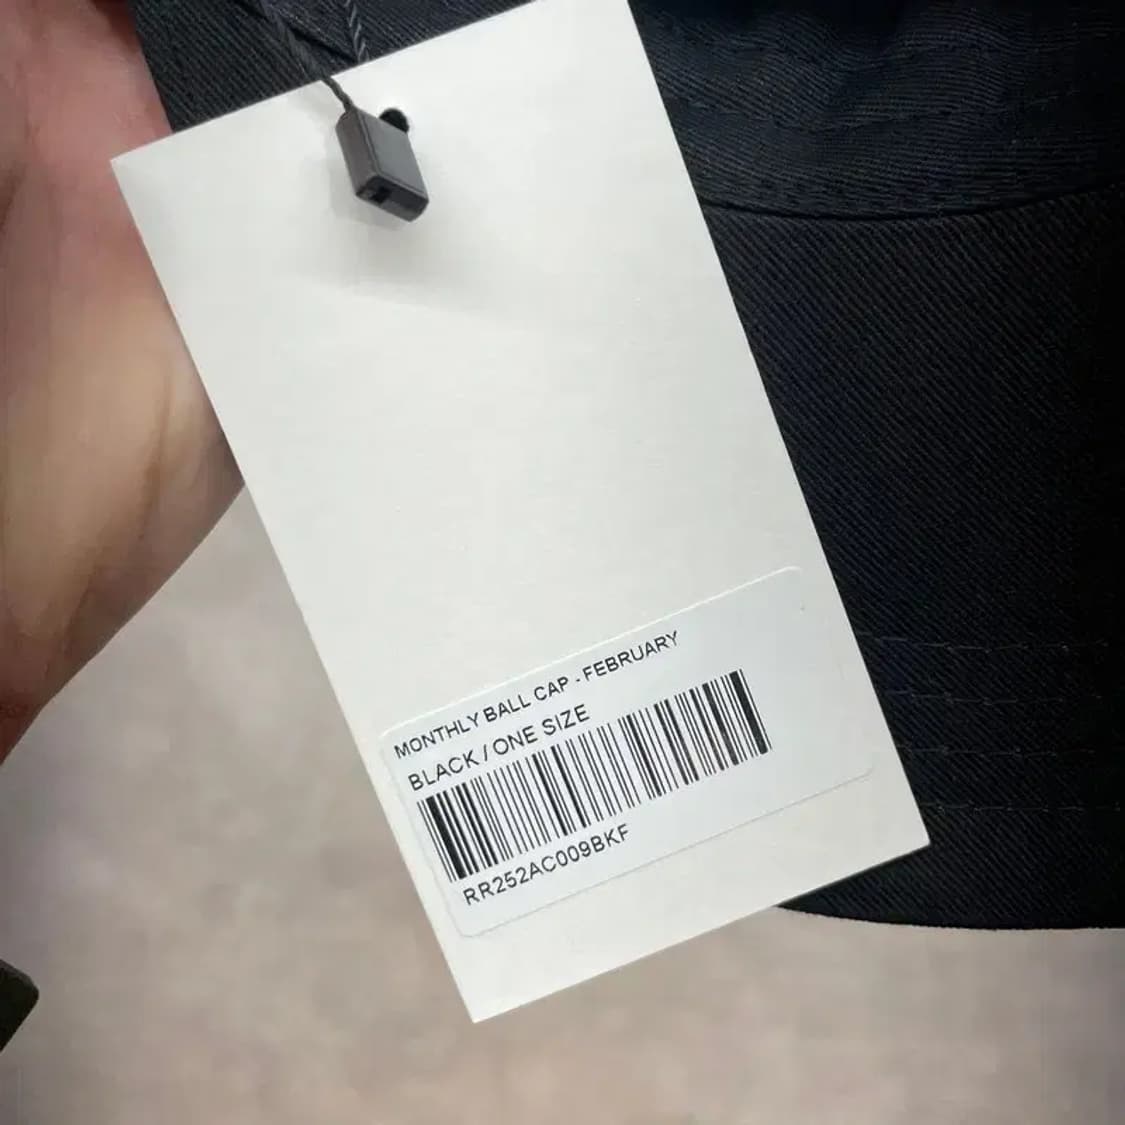 MONTHLY BALL CAP - FEBRUARY
BLACK / ONE SIZE
RR252AC009BKF